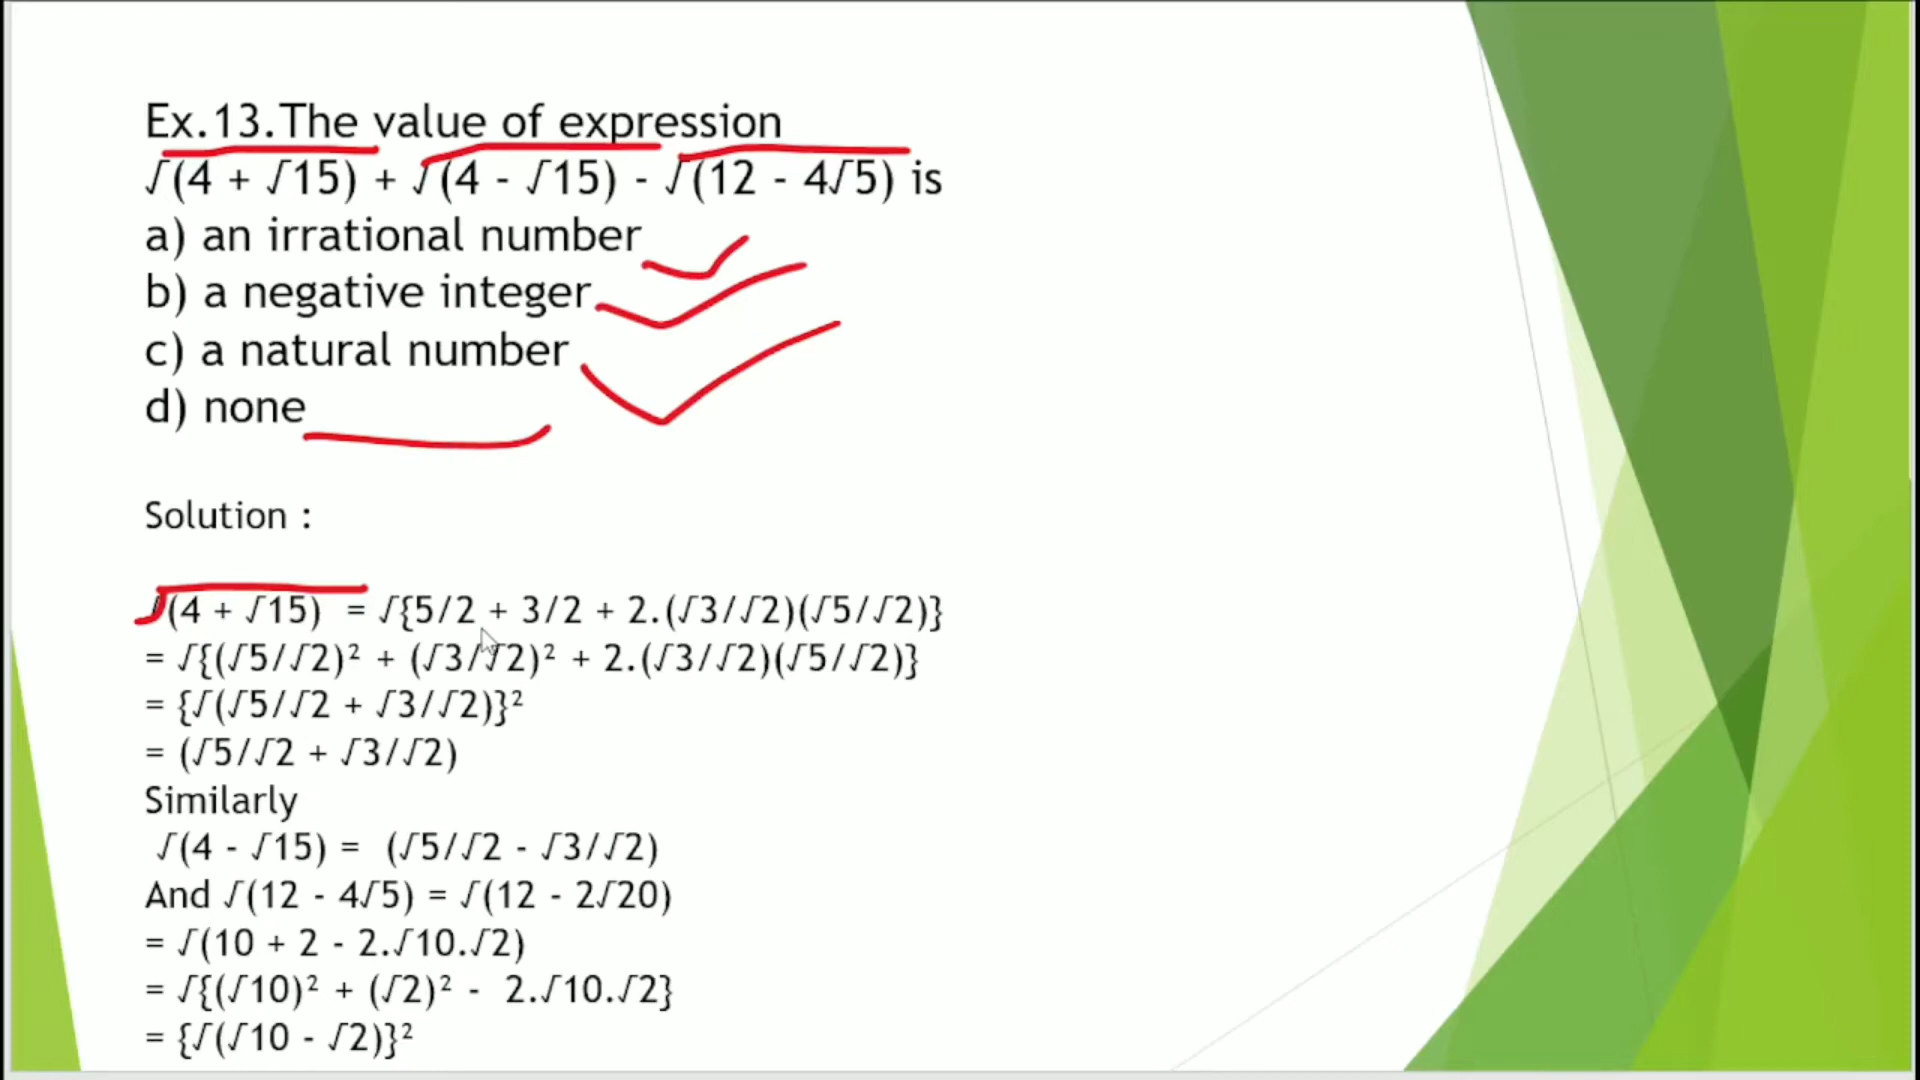 Ex.13.The value of expression
√(4 + √15) + √(4 - √15) - √(12 - 4√5) is
a) an irrational number
b) a negative integer
c) a natural number
d) none
Solution :
√(4 + √15) = √{5/2 + 3/2 + 2.(√3/√2)(√5/√2)}
= √{(√5/√2)² + (√3/√2)² + 2.(√3/√2)(√5/√2)}
= {√(√5/√2 + √3/√2)}²
= (√5/√2 + √3/√2)
Similarly
√(4 - √15) = (√5/√2 - √3/√2)
And √(12 - 4√5) = √(12 - 2√20)
= √(10 + 2 - 2.√10.√2)
= √{(√10)² + (√2)² - 2.√10.√2}
= {√(√10 - √2)}²